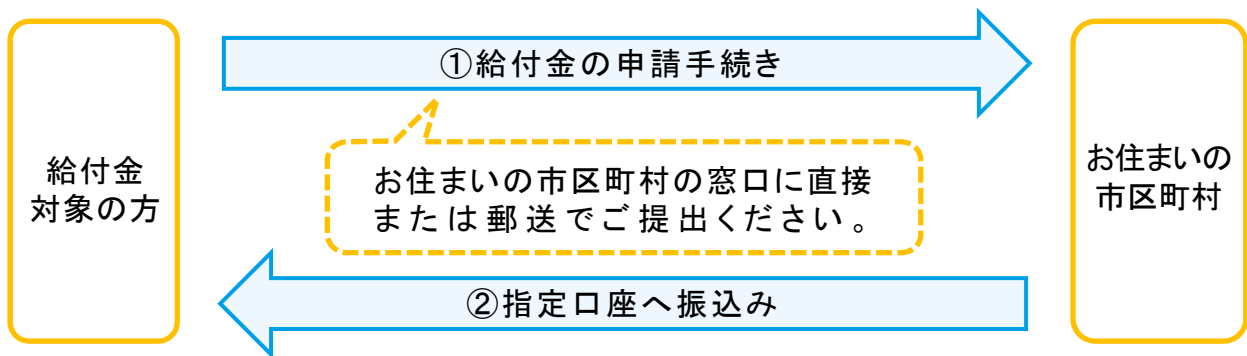 ①給付金の申請手続き
給付金
対象の方
お住まいの市区町村の窓口に直接
または郵送でご提出ください。
お住まいの
市区町村
②指定口座へ振込み